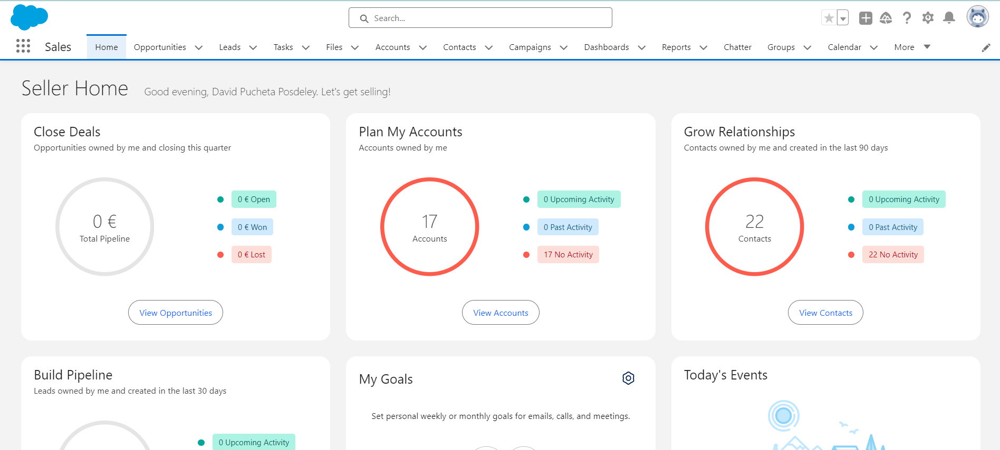 Search...
Sales
Home
Opportunities
Leads
Tasks
Files
Accounts
Contacts
Campaigns
Dashboards
Reports
Chatter
Groups
Calendar
More
Seller Home
Good evening, David Pucheta Posdeley. Let's get selling!
Close Deals
Opportunities owned by me and closing this quarter
0 €
Total Pipeline
0 € Open
0 € Won
0 € Lost
View Opportunities
Plan My Accounts
Accounts owned by me
17
Accounts
0 Upcoming Activity
0 Past Activity
17 No Activity
View Accounts
Grow Relationships
Contacts owned by me and created in the last 90 days
22
Contacts
0 Upcoming Activity
0 Past Activity
22 No Activity
View Contacts
Build Pipeline
Leads owned by me and created in the last 30 days
0 Upcoming Activity
My Goals
Set personal weekly or monthly goals for emails, calls, and meetings.
Today's Events